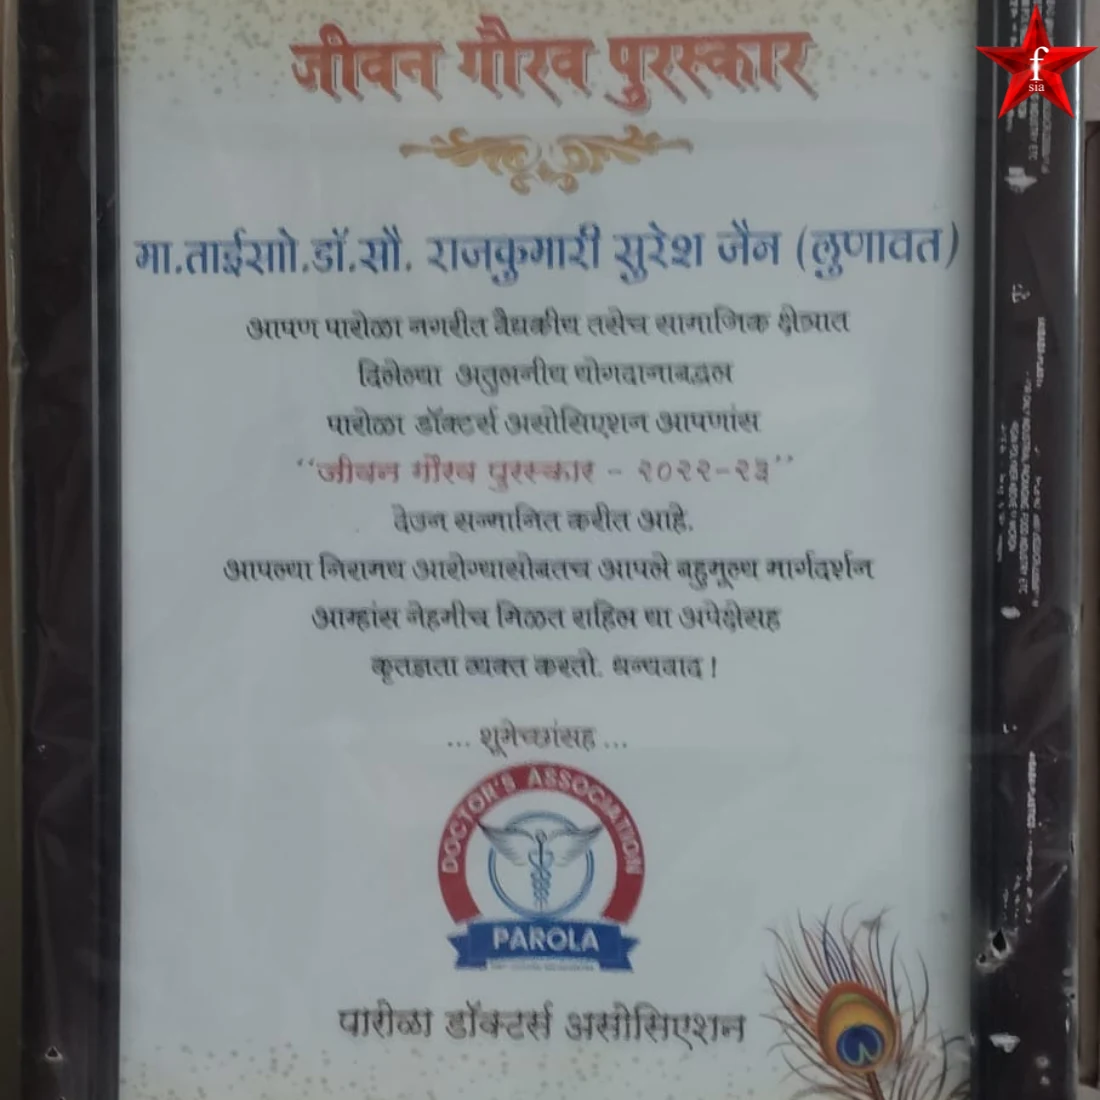 जीवन गौरव पुरस्कार
मा.ताईसाो.डॉ.सौ. राजकुमारी सुरेश जैन (लुणावत)
आपण पारोळा नगरीत वैद्यकीय तसेच सामाजिक क्षेत्रात
दिलेल्या अतुलनीय योगदानाबद्दल
पारोळा डॉक्टर्स असोसिएशन आपणांस
“जीवन गौरव पुरस्कार - २०२२-२३”
देउन सन्मानित करीत आहे.
आपल्या निरामय आरोग्यासोबतच आपले बहुमूल्य मार्गदर्शन
आम्हांस नेहमीच मिळत राहिल या अपेक्षेसह
कृतज्ञता व्यक्त करतो. धन्यवाद !
... शूभेच्छांसह ...
DOCTOR'S ASSOCIATION
PAROLA
पारोळा डॉक्टर्स असोसिएशन
f
sia